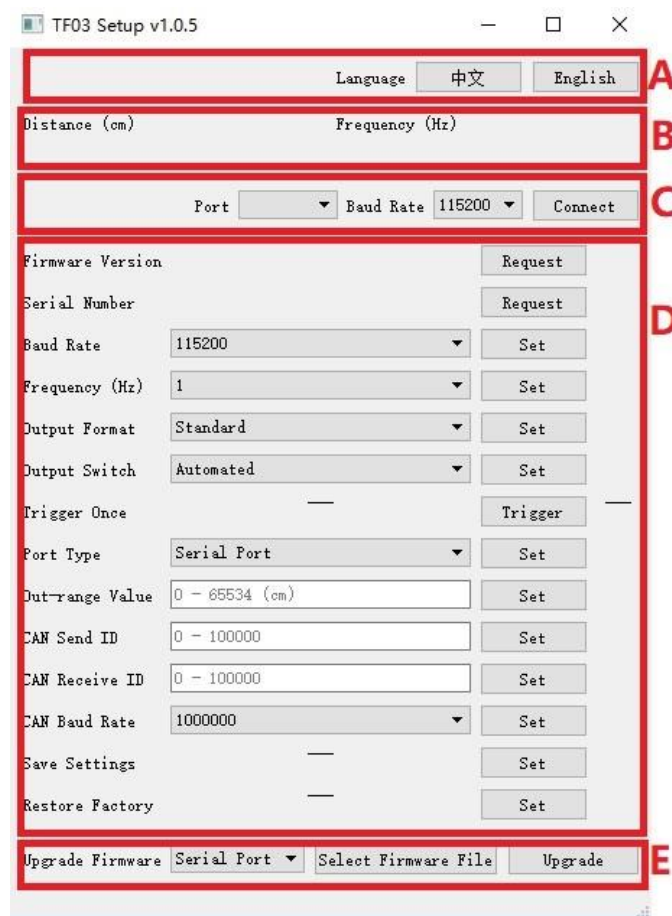 TF03 Setup v1.0.5
Language 中文 English A
Distance (cm) Frequency (Hz) B
Port Baud Rate 115200 Connect C
Firmware Version Request
Serial Number Request
D
Baud Rate 115200 Set
Frequency (Hz) 1 Set
Output Format Standard Set
Output Switch Automated Set
Trigger Once — Trigger —
Port Type Serial Port Set
Out-range Value 0 - 65534 (cm) Set
CAN Send ID 0 - 100000 Set
CAN Receive ID 0 - 100000 Set
CAN Baud Rate 1000000 Set
Save Settings — Set
Restore Factory — Set
Upgrade Firmware Serial Port Select Firmware File Upgrade E